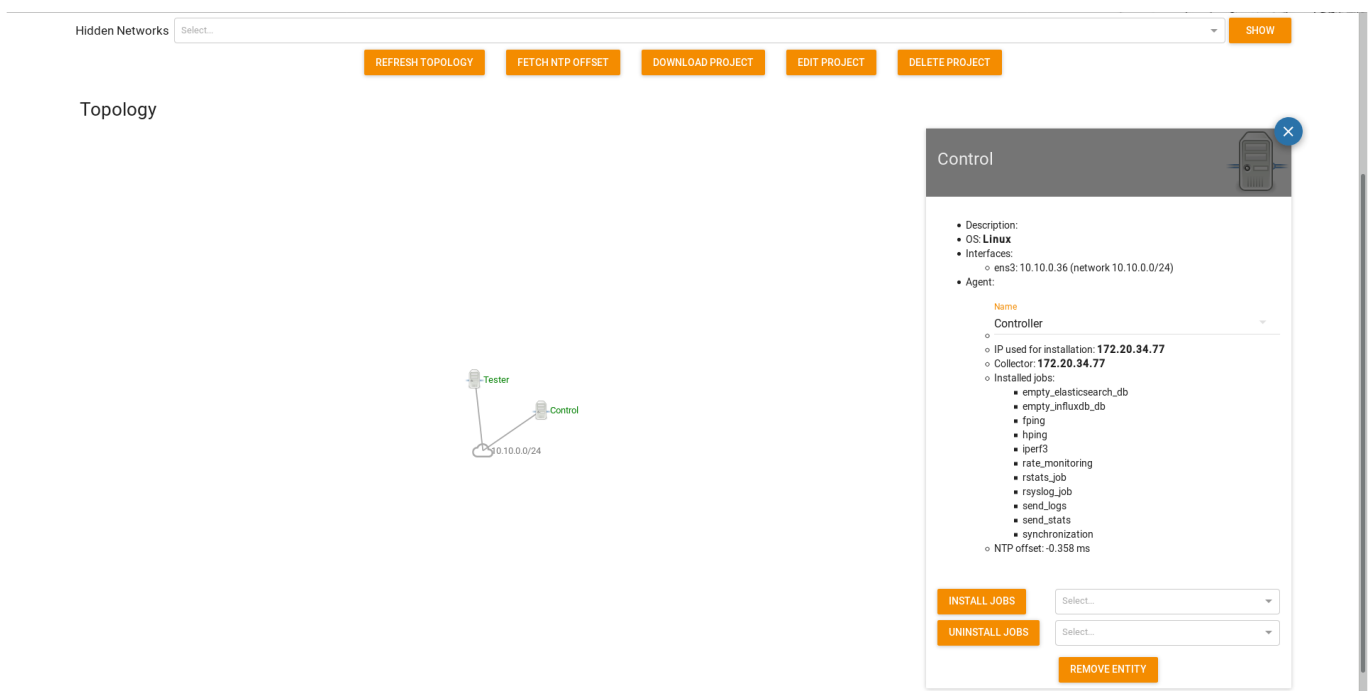 Hidden Networks Select... SHOW
REFRESH TOPOLOGY FETCH NTP OFFSET DOWNLOAD PROJECT EDIT PROJECT DELETE PROJECT
Topology
Tester
Control
10.10.0.0/24
Control
Description:
OS: Linux
Interfaces:
ens3: 10.10.0.36 (network 10.10.0.0/24)
Agent:
Name
Controller
IP used for installation: 172.20.34.77
Collector: 172.20.34.77
Installed jobs:
empty_elasticsearch_db
empty_influxdb_db
fping
hping
iperf3
rate_monitoring
rstats_job
rsyslog_job
send_logs
send_stats
synchronization
NTP offset: -0.358 ms
INSTALL JOBS Select...
UNINSTALL JOBS Select...
REMOVE ENTITY